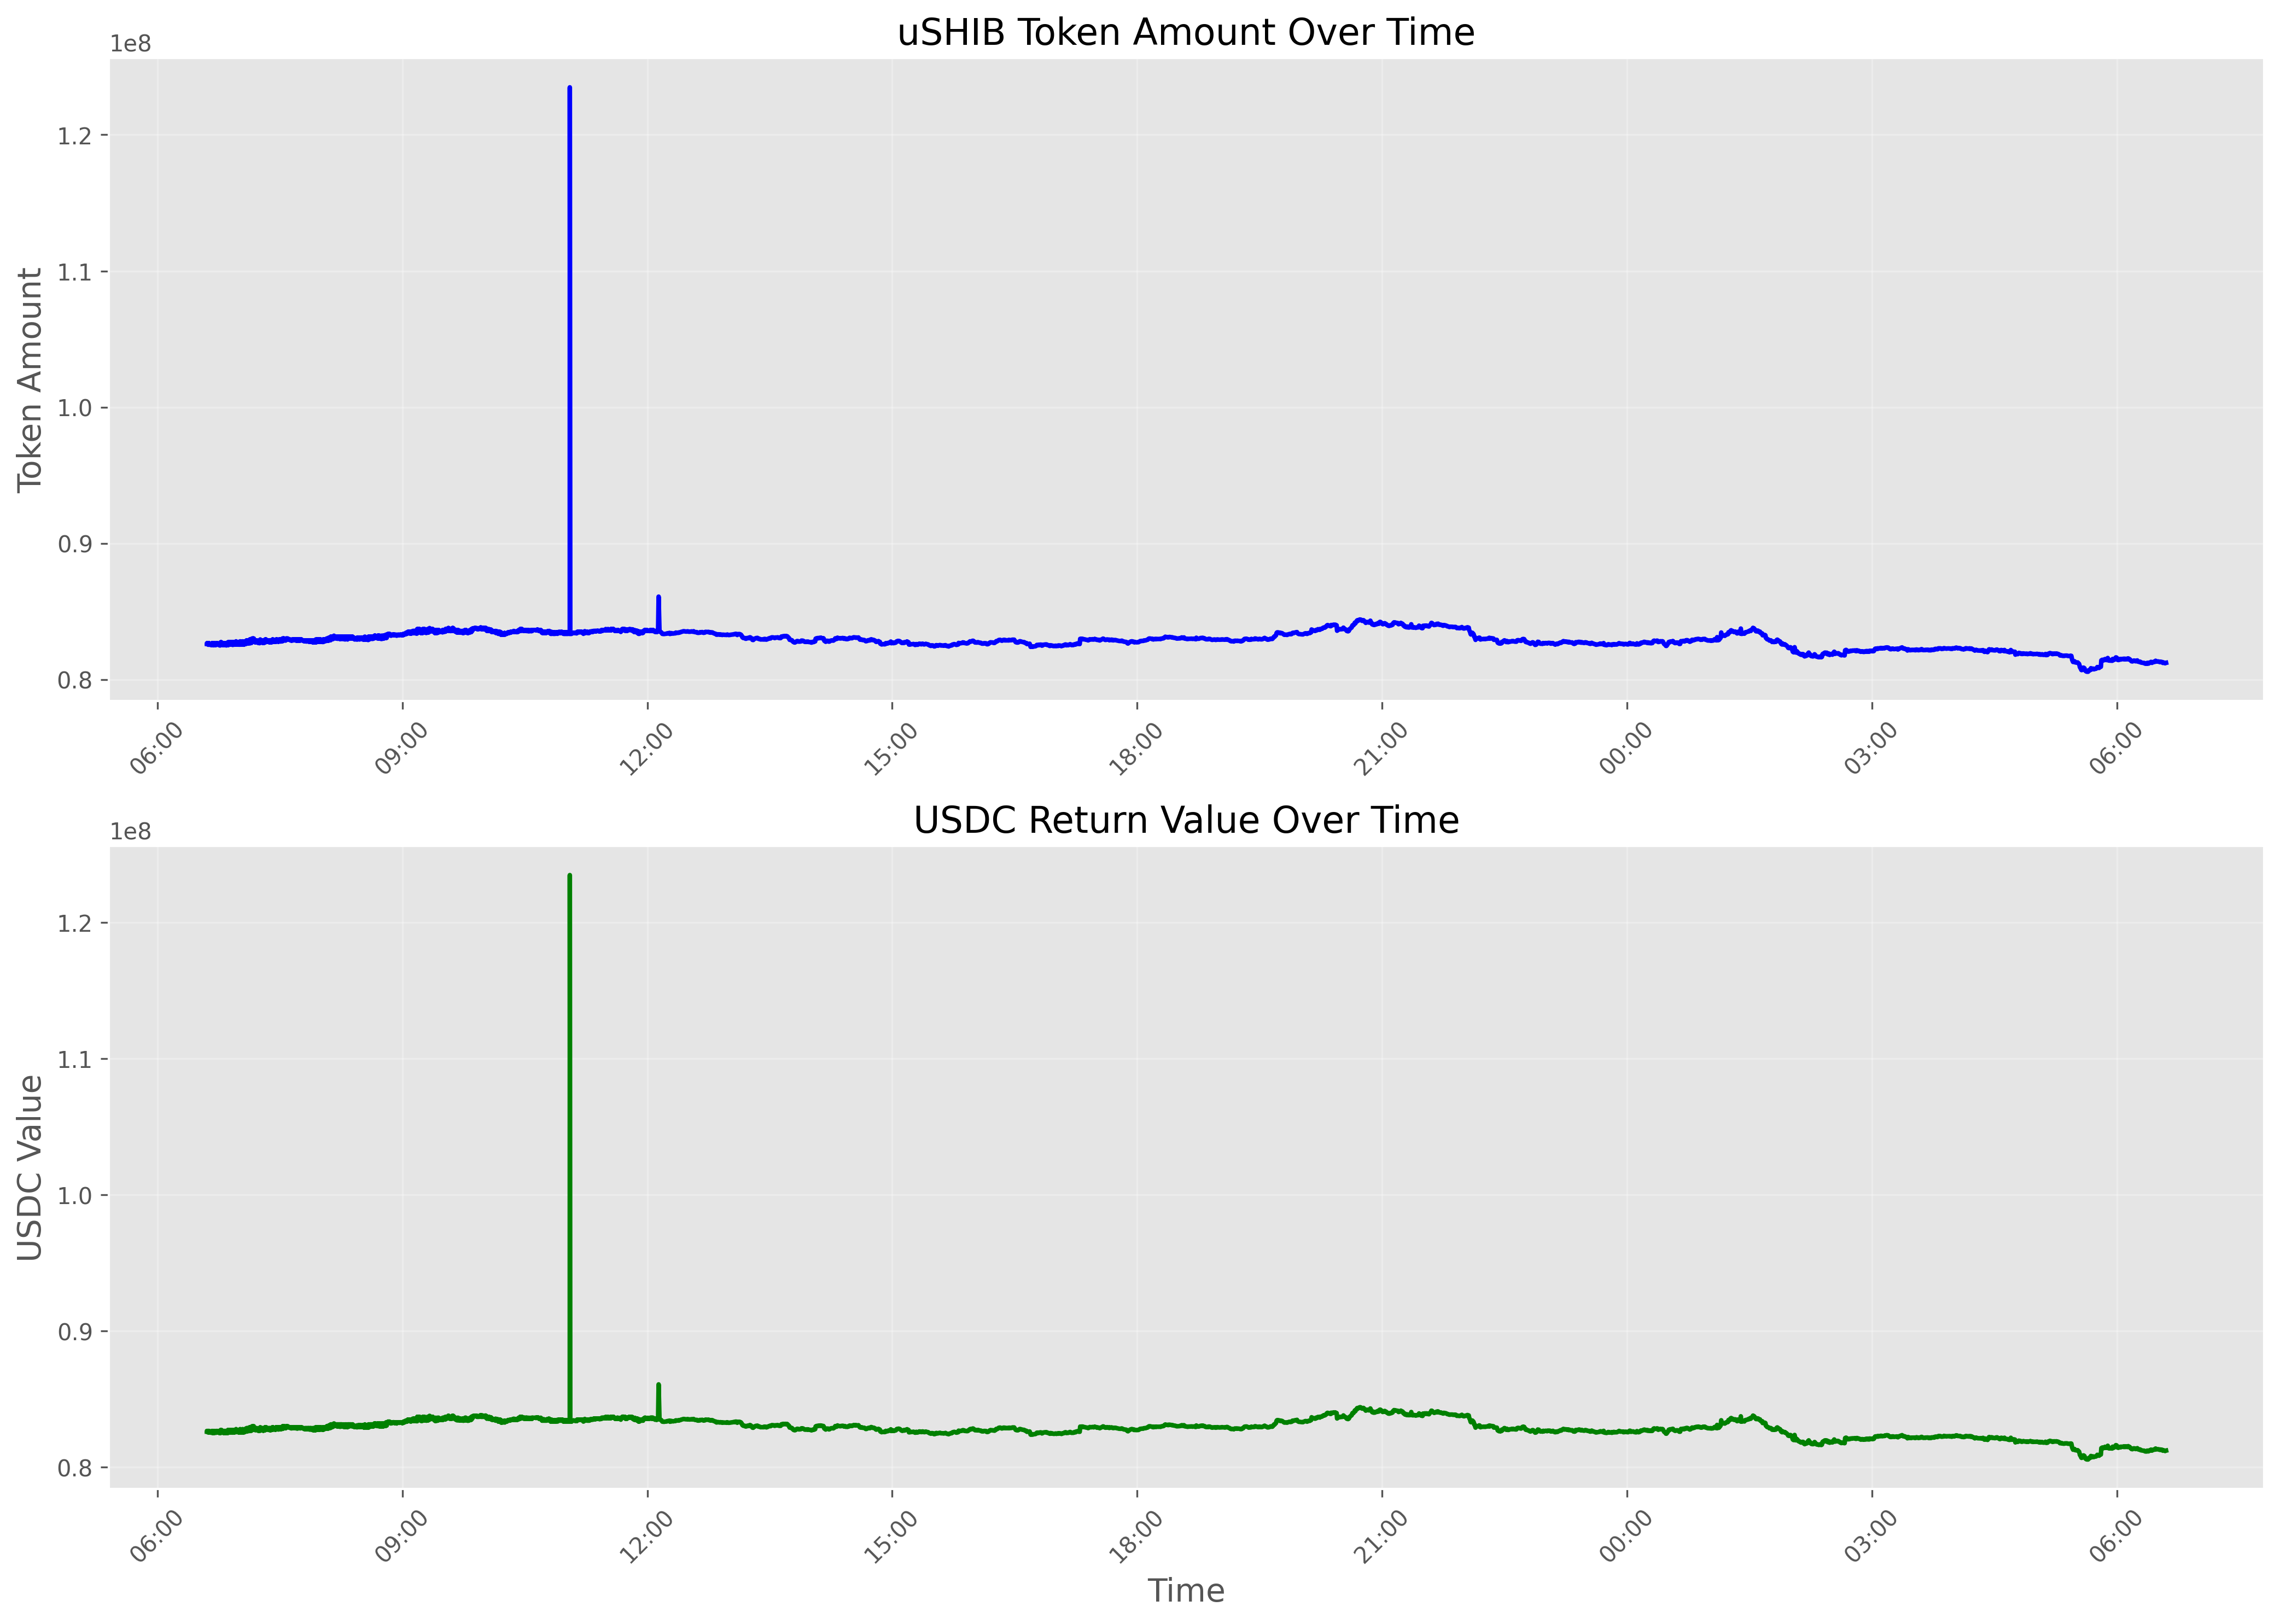 uSHIB Token Amount Over Time
1e8
Token Amount
1.2
1.1
1.0
0.9
0.8
06:00 09:00 12:00 15:00 18:00 21:00 00:00 03:00 06:00
USDC Return Value Over Time
1e8
USDC Value
1.2
1.1
1.0
0.9
0.8
06:00 09:00 12:00 15:00 18:00 21:00 00:00 03:00 06:00
Time